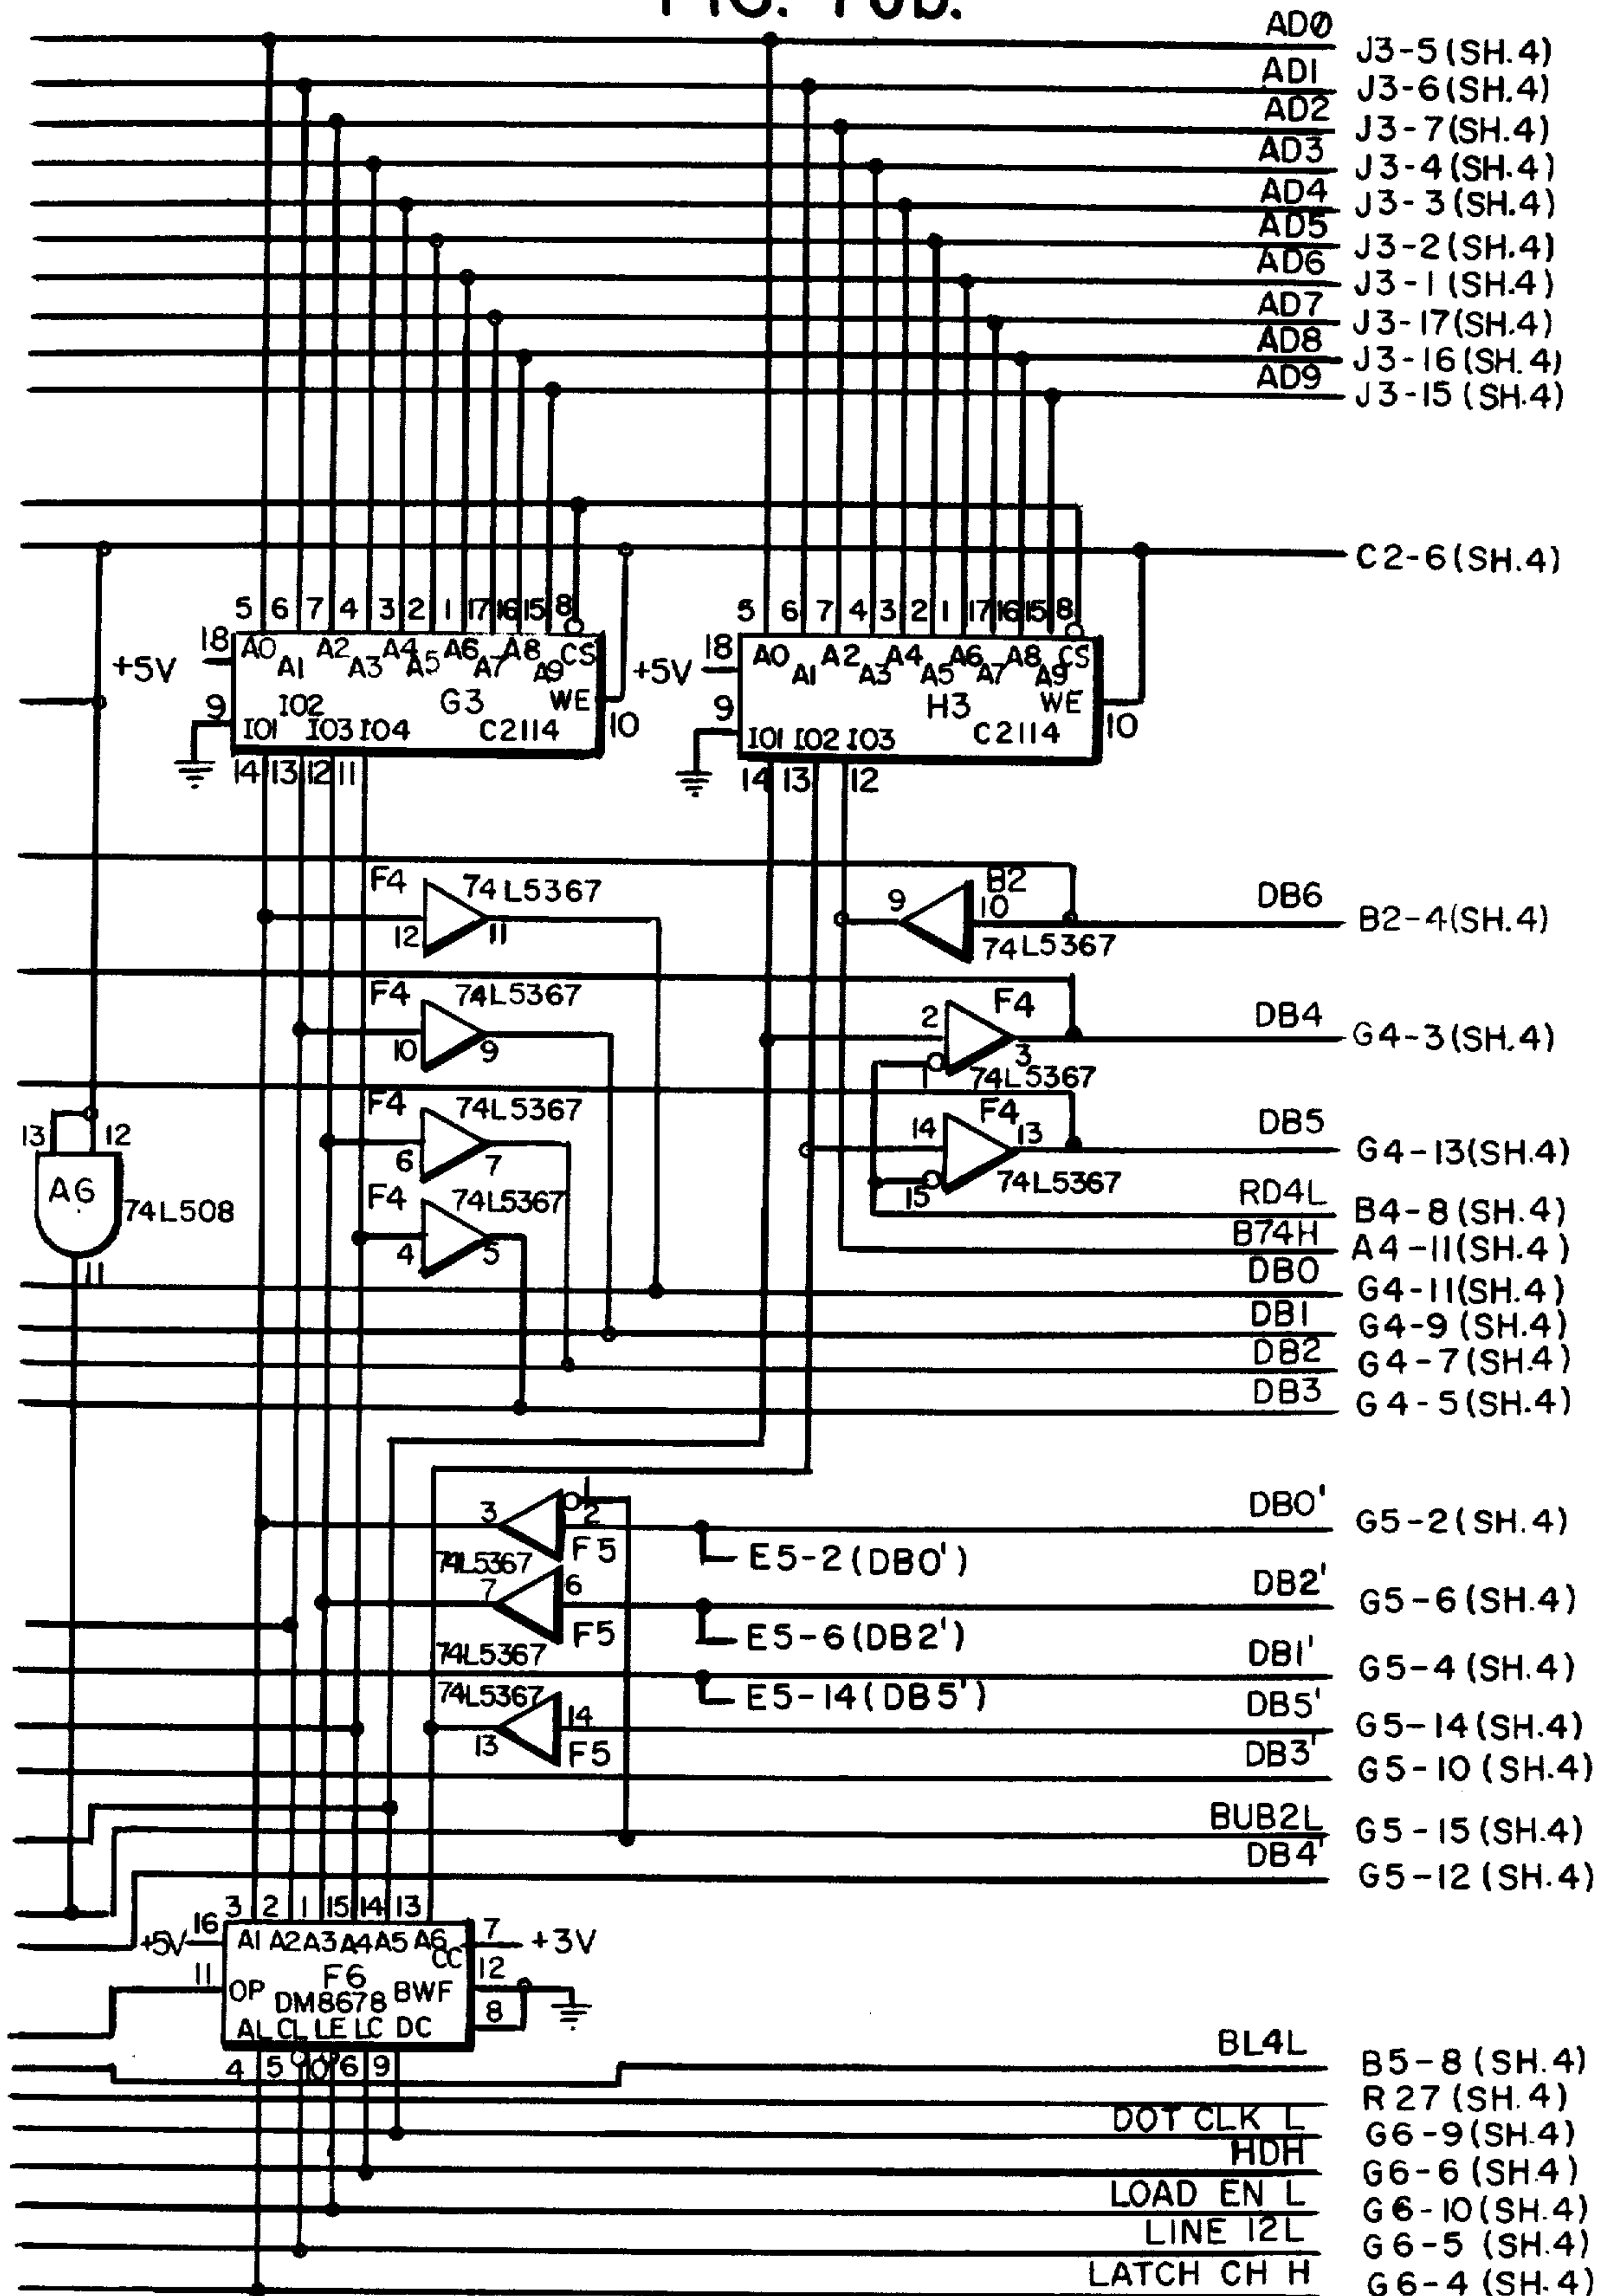 FIG. 70b.
AD0
J3-5(SH.4)
AD1
J3-6(SH.4)
AD2
J3-7(SH.4)
AD3
J3-4(SH.4)
AD4
J3-3(SH.4)
AD5
J3-2(SH.4)
AD6
J3-1(SH.4)
AD7
J3-17(SH.4)
AD8
J3-16(SH.4)
AD9
J3-15(SH.4)
C2-6(SH.4)
5 6 7 4 3 2 1 17 16 15 8
5 6 7 4 3 2 1 17 16 15 8
18 A0 A1 A2 A3 A4 A5 A6 A7 A8 A9 CS
+5V
18 A0 A1 A2 A3 A4 A5 A6 A7 A8 A9 CS
+5V
9 IO1 IO2 IO3 IO4 G3 C2114 WE 10
9 IO1 IO2 IO3 H3 C2114 WE 10
14 13 12 11
14 13 12
F4 74L5367
12 11
9 B2 10
74L5367
DB6
B2-4(SH.4)
F4 74L5367
10 9
2 F4 3
1 74L5367
DB4
G4-3(SH.4)
F4 74L5367
6 7
14 F4 13
15 74L5367
DB5
G4-13(SH.4)
13 12
A6
74L508
11
F4 74L5367
4 5
RD4L
B4-8(SH.4)
B74H
A4-11(SH.4)
DB0
G4-11(SH.4)
DB1
G4-9(SH.4)
DB2
G4-7(SH.4)
DB3
G4-5(SH.4)
3 1 2
F5
74L5367
E5-2(DB0')
DB0'
G5-2(SH.4)
7 6
F5
74L5367
E5-6(DB2')
DB2'
G5-6(SH.4)
DB1'
G5-4(SH.4)
E5-14(DB5')
74L5367
13 14
F5
DB5'
G5-14(SH.4)
DB3'
G5-10(SH.4)
BUB2L
G5-15(SH.4)
DB4'
G5-12(SH.4)
3 2 1 15 14 13
+5V 16 A1 A2 A3 A4 A5 A6 CC 7 +3V
11 OP F6 DM8678 BWF 12
8
AL CL LE LC DC
4 5 10 6 9
BL4L
B5-8(SH.4)
R27(SH.4)
DOT CLK L
G6-9(SH.4)
HDH
G6-6(SH.4)
LOAD EN L
G6-10(SH.4)
LINE 12L
G6-5(SH.4)
LATCH CH H
G6-4(SH.4)